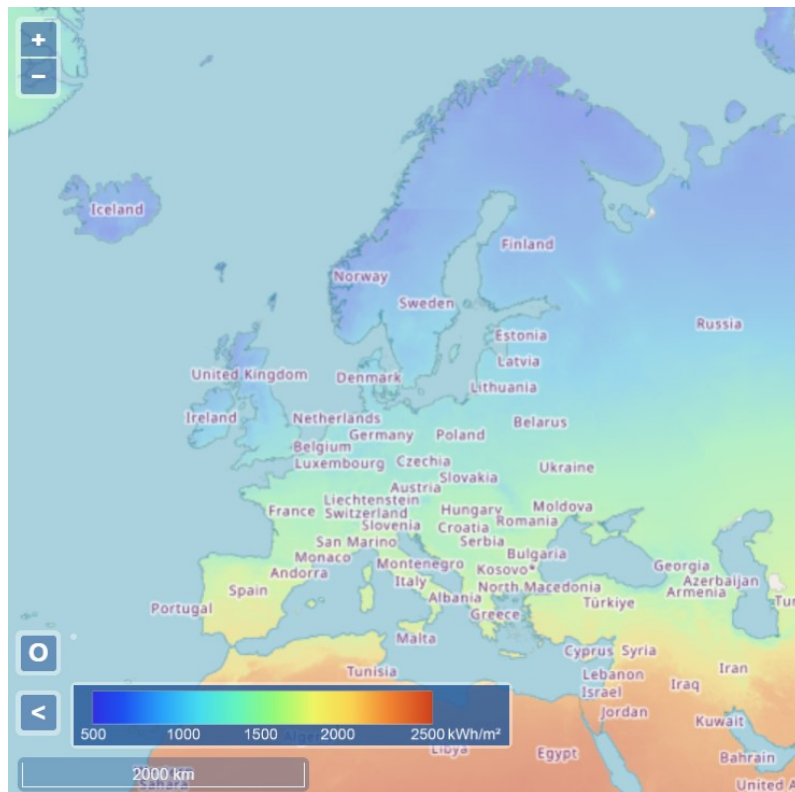 +
−
Iceland
Finland
Norway
Sweden
Russia
Estonia
Latvia
United Kingdom
Denmark
Lithuania
Ireland
Netherlands
Belarus
Germany
Poland
Belgium
Luxembourg
Czechia
Ukraine
Slovakia
Austria
Liechtenstein
France
Switzerland
Hungary
Moldova
Slovenia
Croatia
Romania
San Marino
Serbia
Monaco
Montenegro
Bulgaria
Andorra
Kosovo*
Georgia
Spain
Italy
North Macedonia
Azerbaijan
Armenia
Portugal
Albania
Türkiye
Tur
Greece
Malta
O
Cyprus
Syria
Tunisia
Lebanon
Iran
Israel
Iraq
<
Jordan
Kuwait
500 1000 1500 2000 2500 kWh/m²
Libya
Egypt
Bahrain
2000 km
Sahara
United A